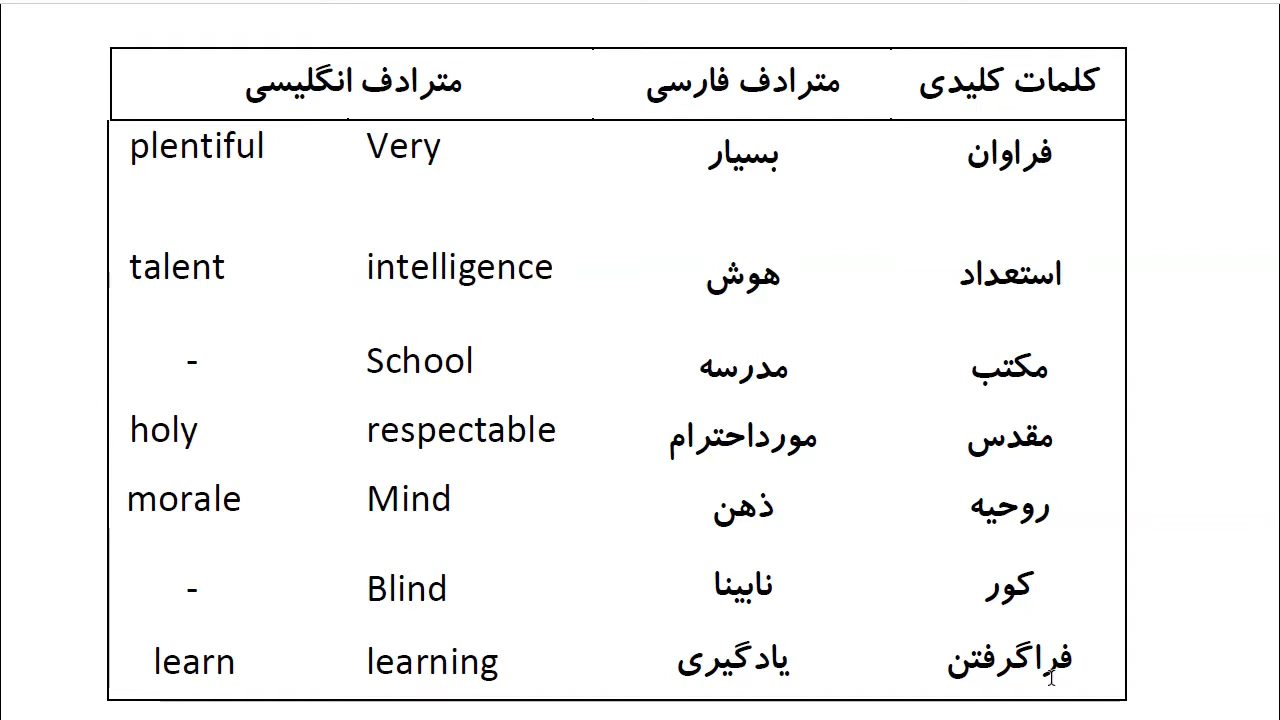 کلمات کلیدی مترادف فارسی مترادف انگلیسی
فراوان بسیار Very plentiful
استعداد هوش intelligence talent
مکتب مدرسه School -
مقدس مورداحترام respectable holy
روحیه ذهن Mind morale
کور نابینا Blind -
فراگرفتن یادگیری learning learn